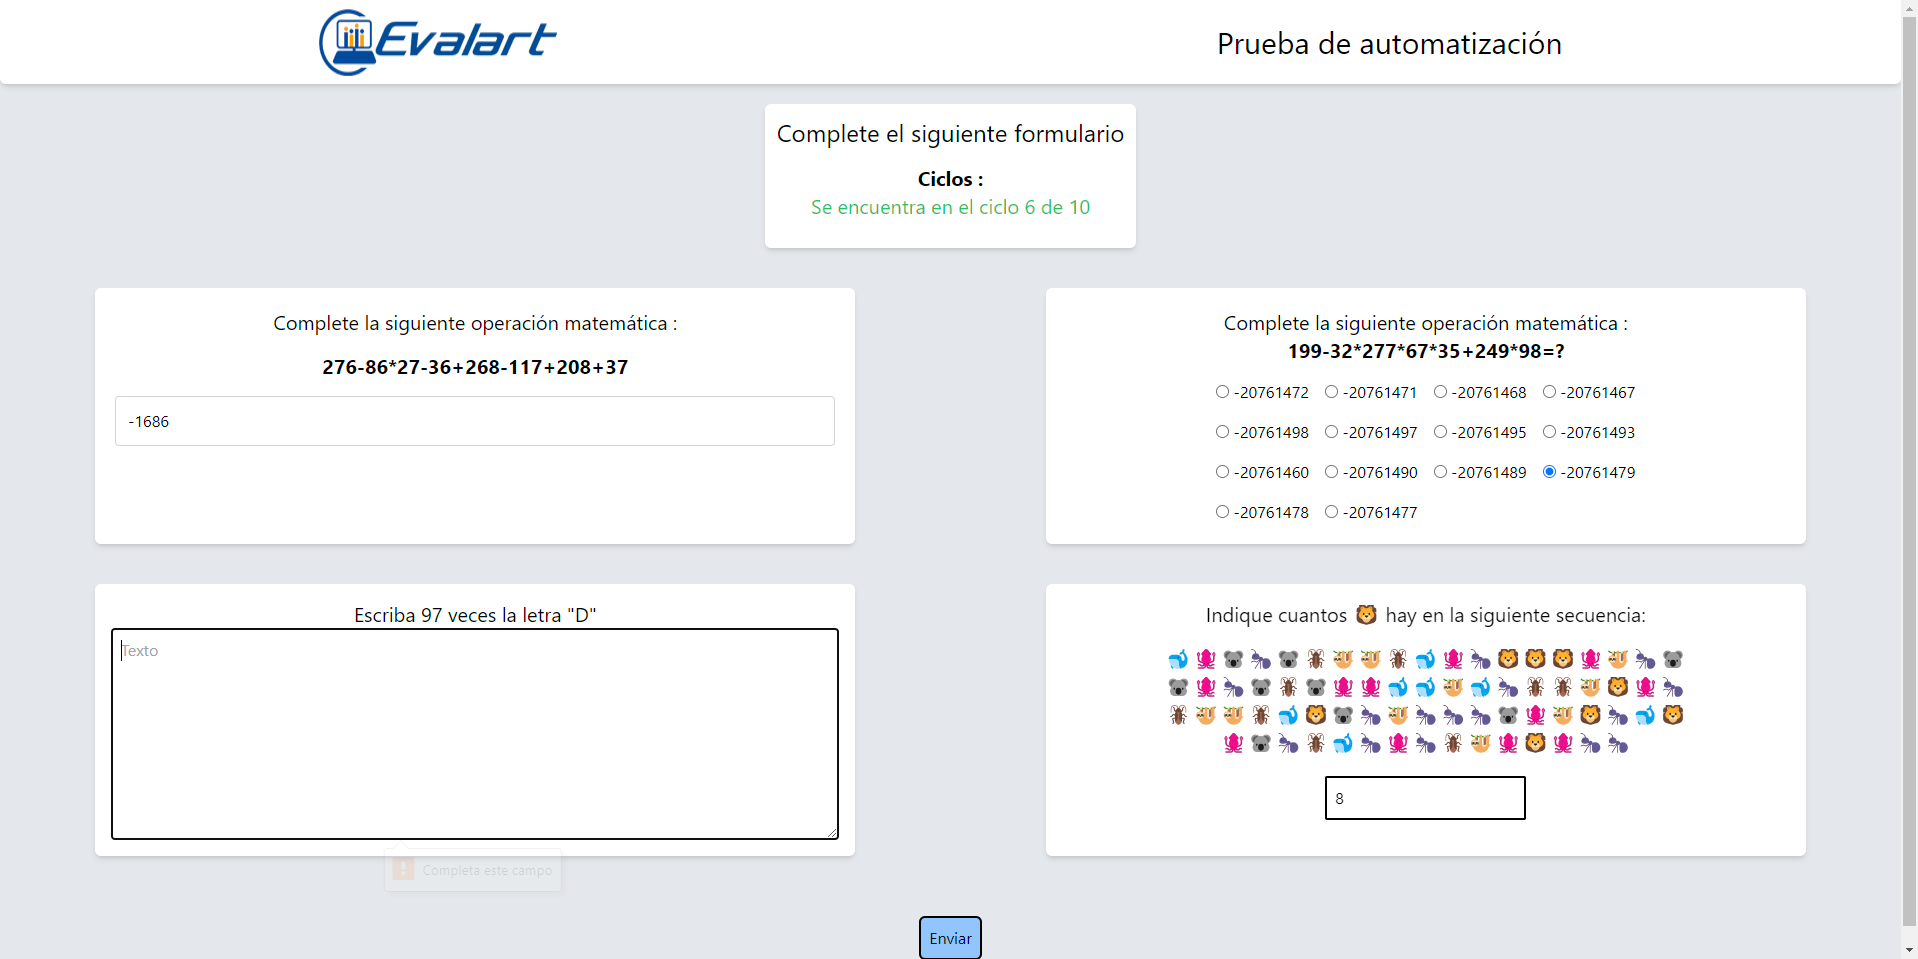 Evalart
Prueba de automatización
Complete el siguiente formulario
Ciclos :
Se encuentra en el ciclo 6 de 10
Complete la siguiente operación matemática :
276-86*27-36+268-117+208+37
-1686
Complete la siguiente operación matemática :
199-32*277*67*35+249*98=?
-20761472 -20761471 -20761468 -20761467
-20761498 -20761497 -20761495 -20761493
-20761460 -20761490 -20761489 -20761479
-20761478 -20761477
Escriba 97 veces la letra "D"
Texto
Completa este campo
Indique cuantos 🦁 hay en la siguiente secuencia:
8
Enviar